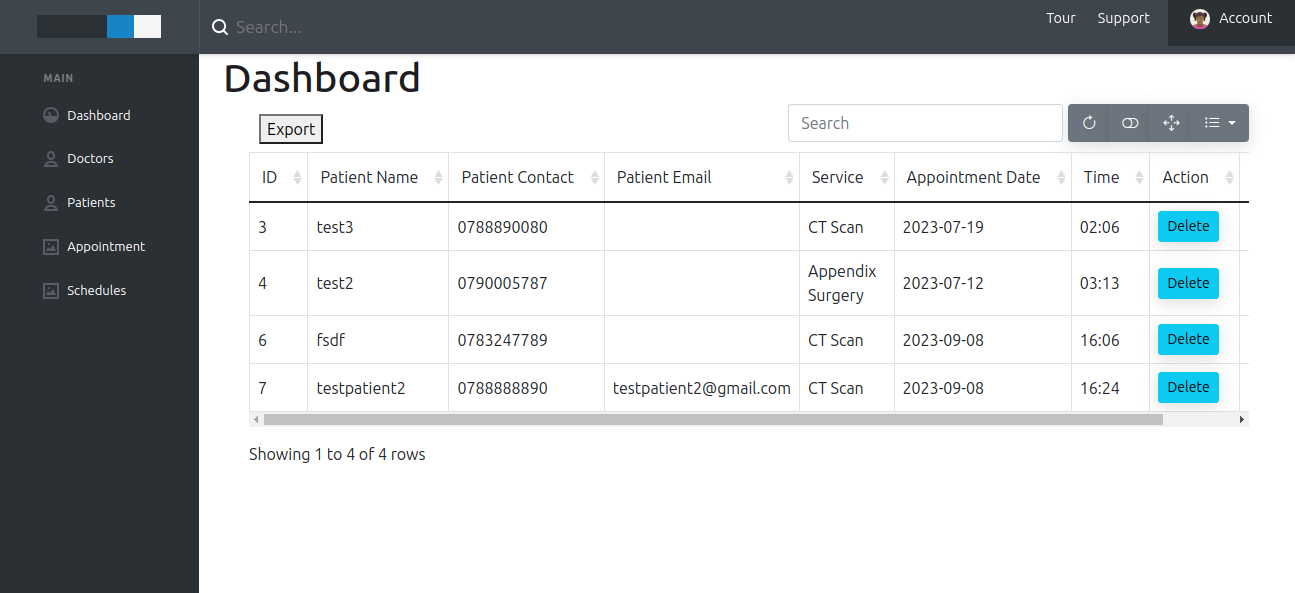 Search...
Tour
Support
Account
MAIN
Dashboard
Doctors
Patients
Appointment
Schedules
Dashboard
Export
Search
ID Patient Name Patient Contact Patient Email Service Appointment Date Time Action
3 test3 0788890080 CT Scan 2023-07-19 02:06 Delete
4 test2 0790005787 Appendix Surgery 2023-07-12 03:13 Delete
6 fsdf 0783247789 CT Scan 2023-09-08 16:06 Delete
7 testpatient2 0788888890 testpatient2@gmail.com CT Scan 2023-09-08 16:24 Delete
Showing 1 to 4 of 4 rows